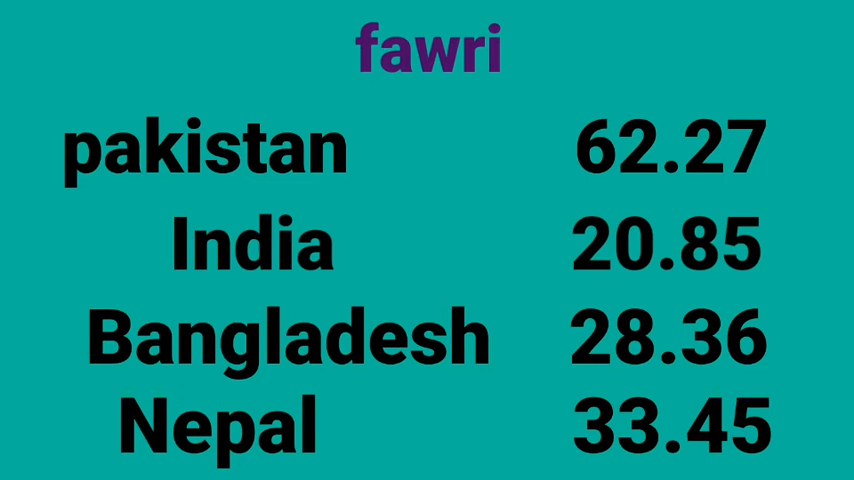 fawri
pakistan 62.27
India 20.85
Bangladesh 28.36
Nepal 33.45